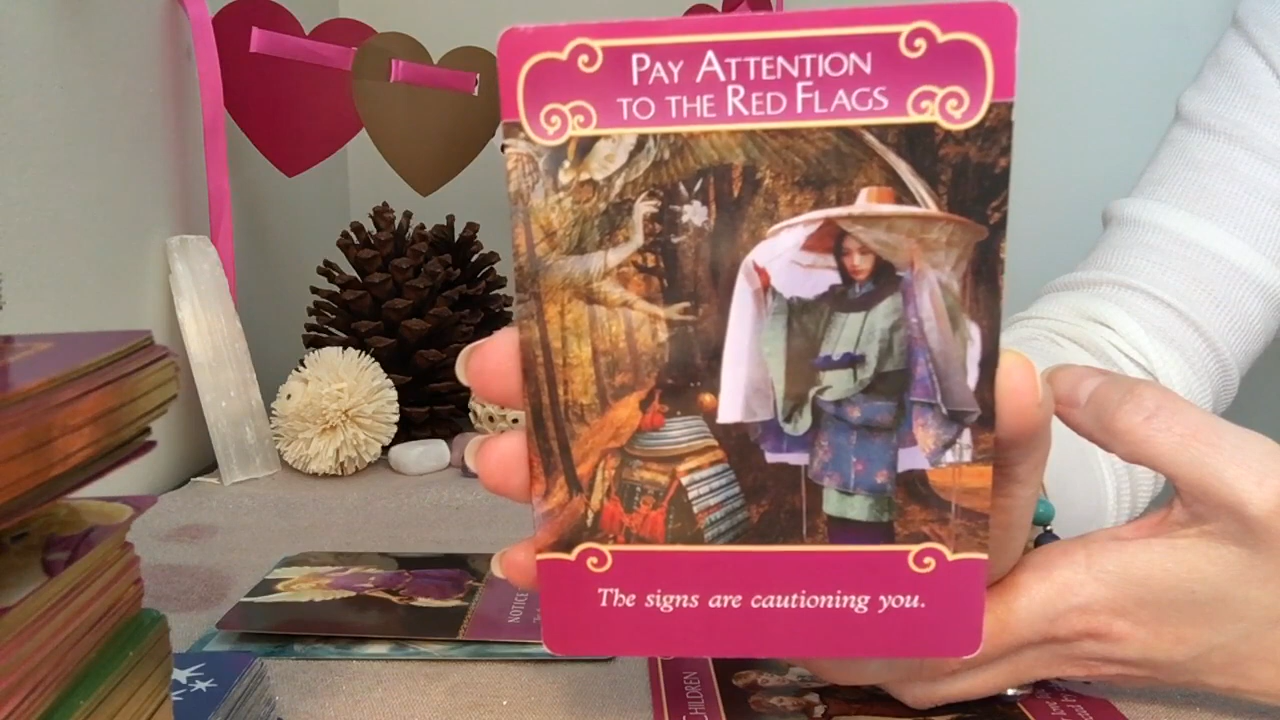 PAY ATTENTION
TO THE RED FLAGS
The signs are cautioning you.
NOTICE
CHILDREN